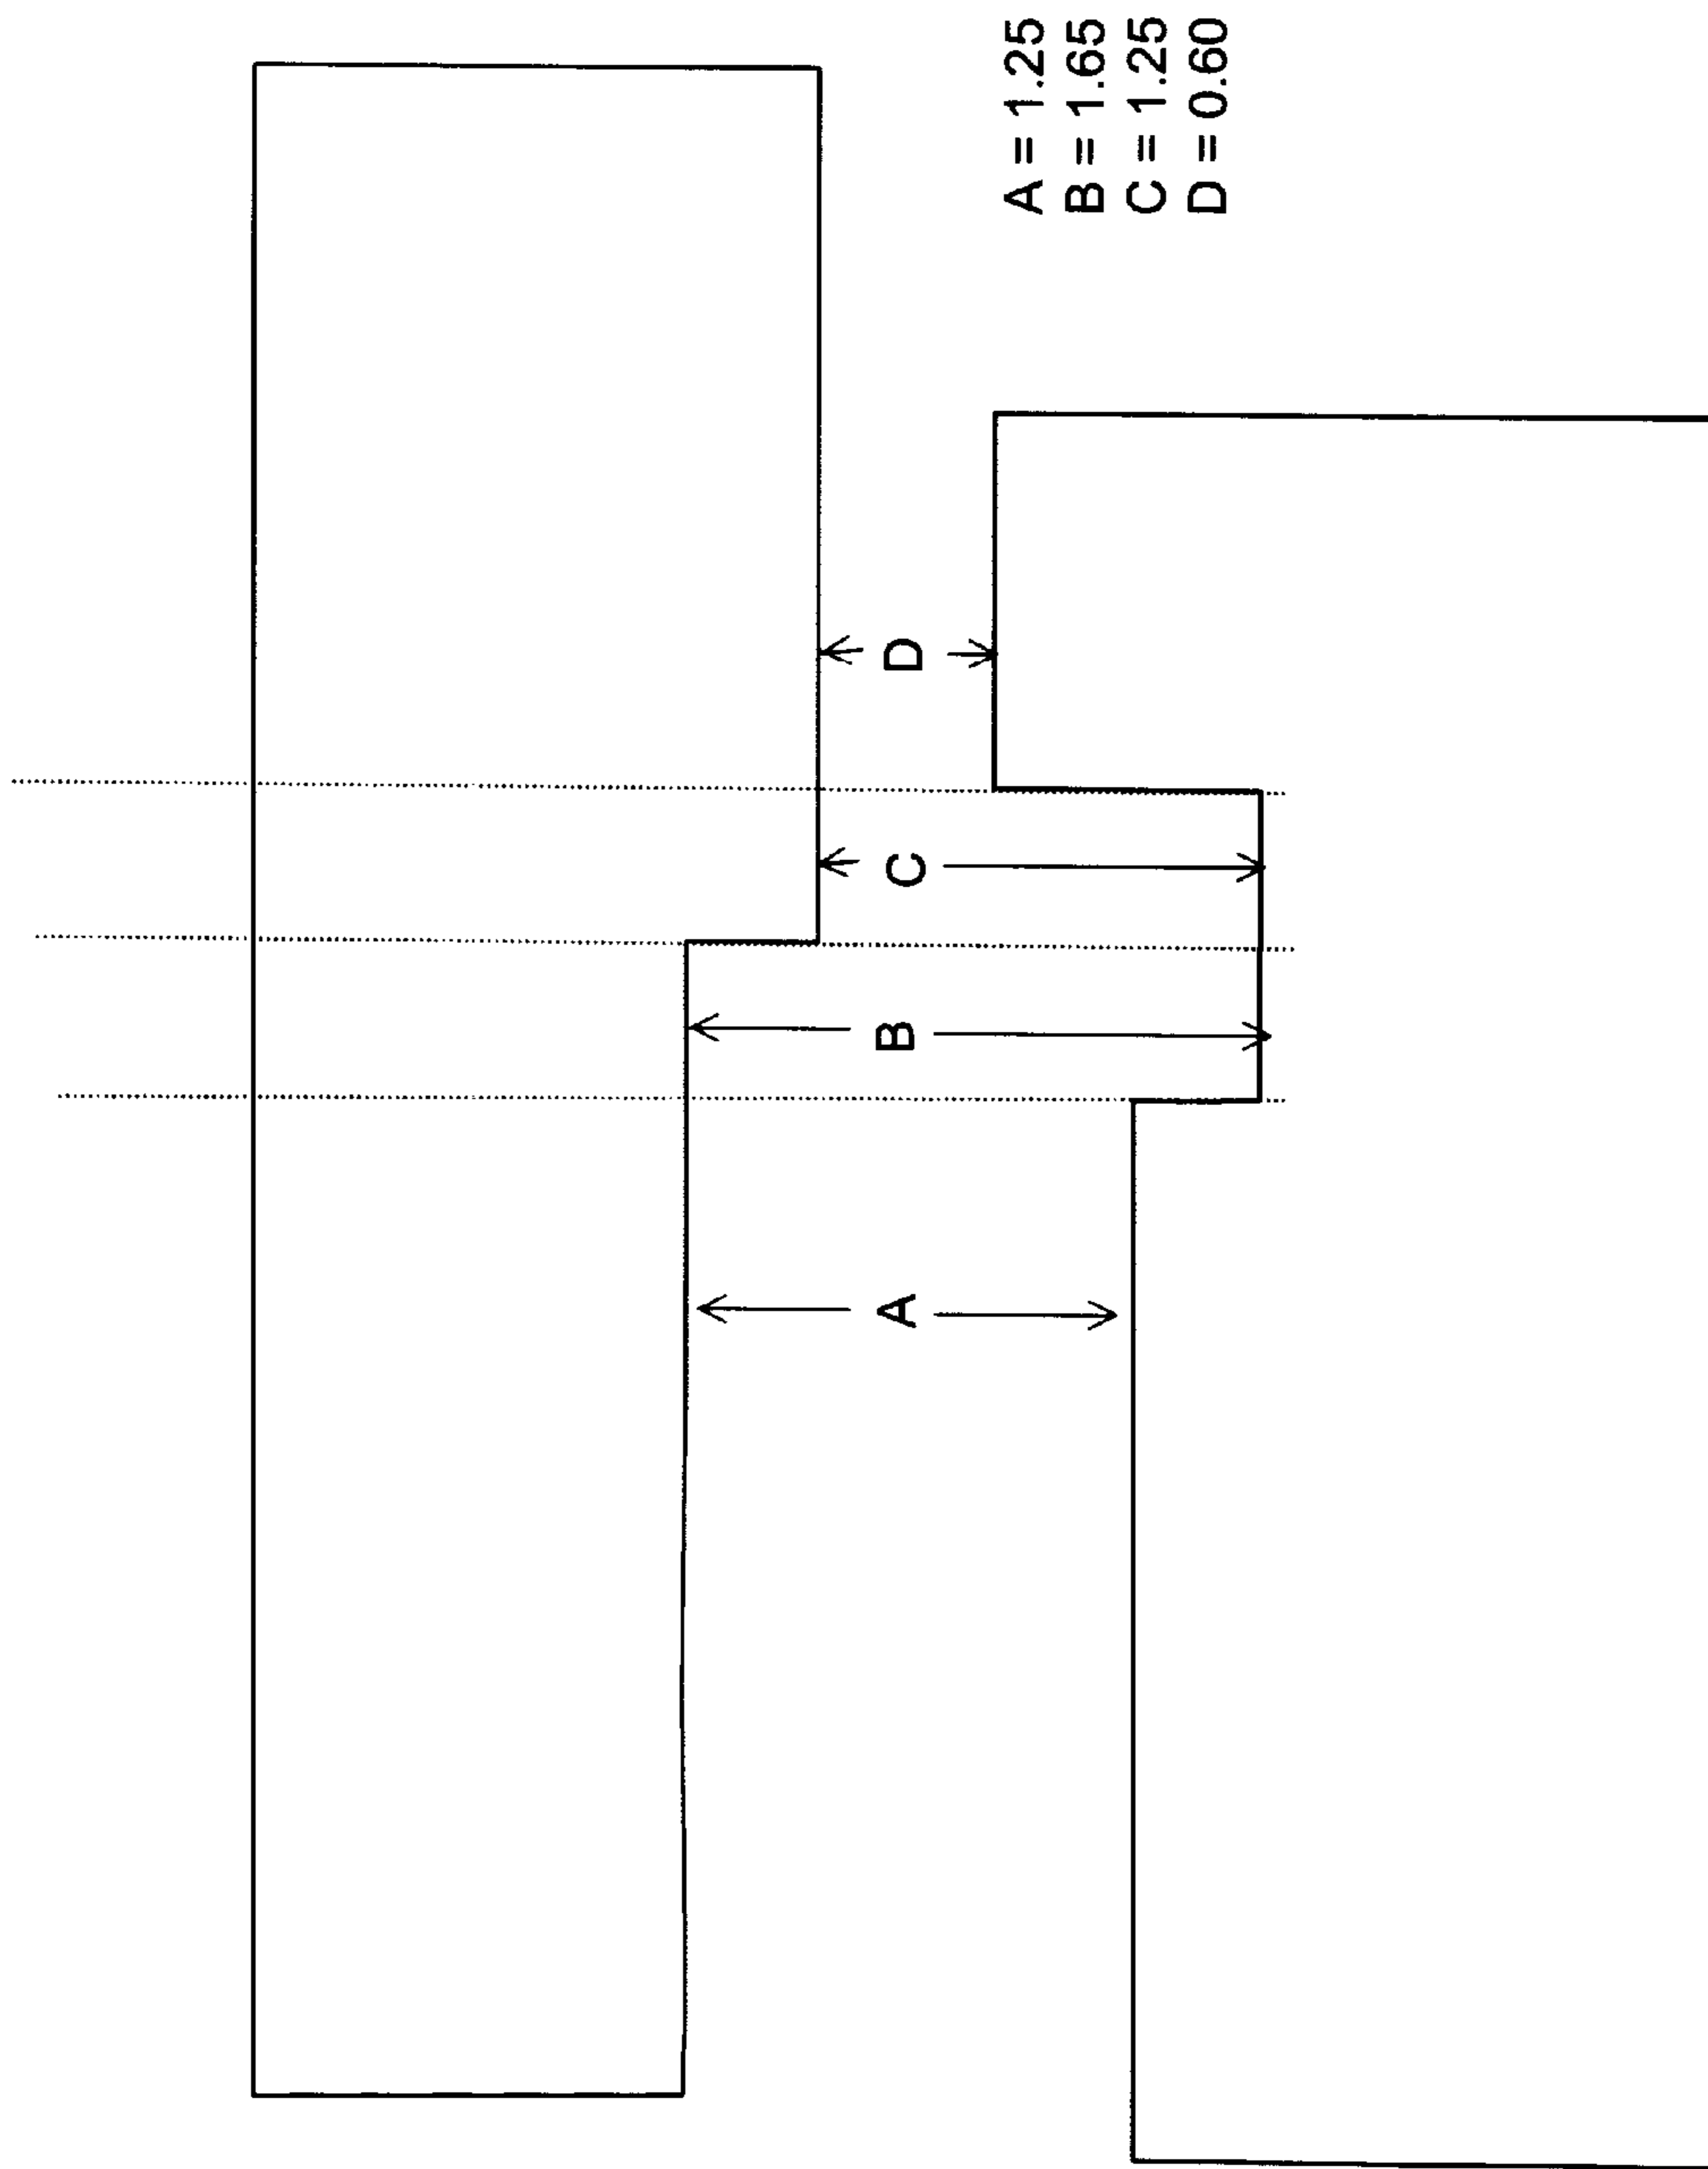 A
B
C
D
A = 1.25
B = 1.65
C = 1.25
D = 0.60